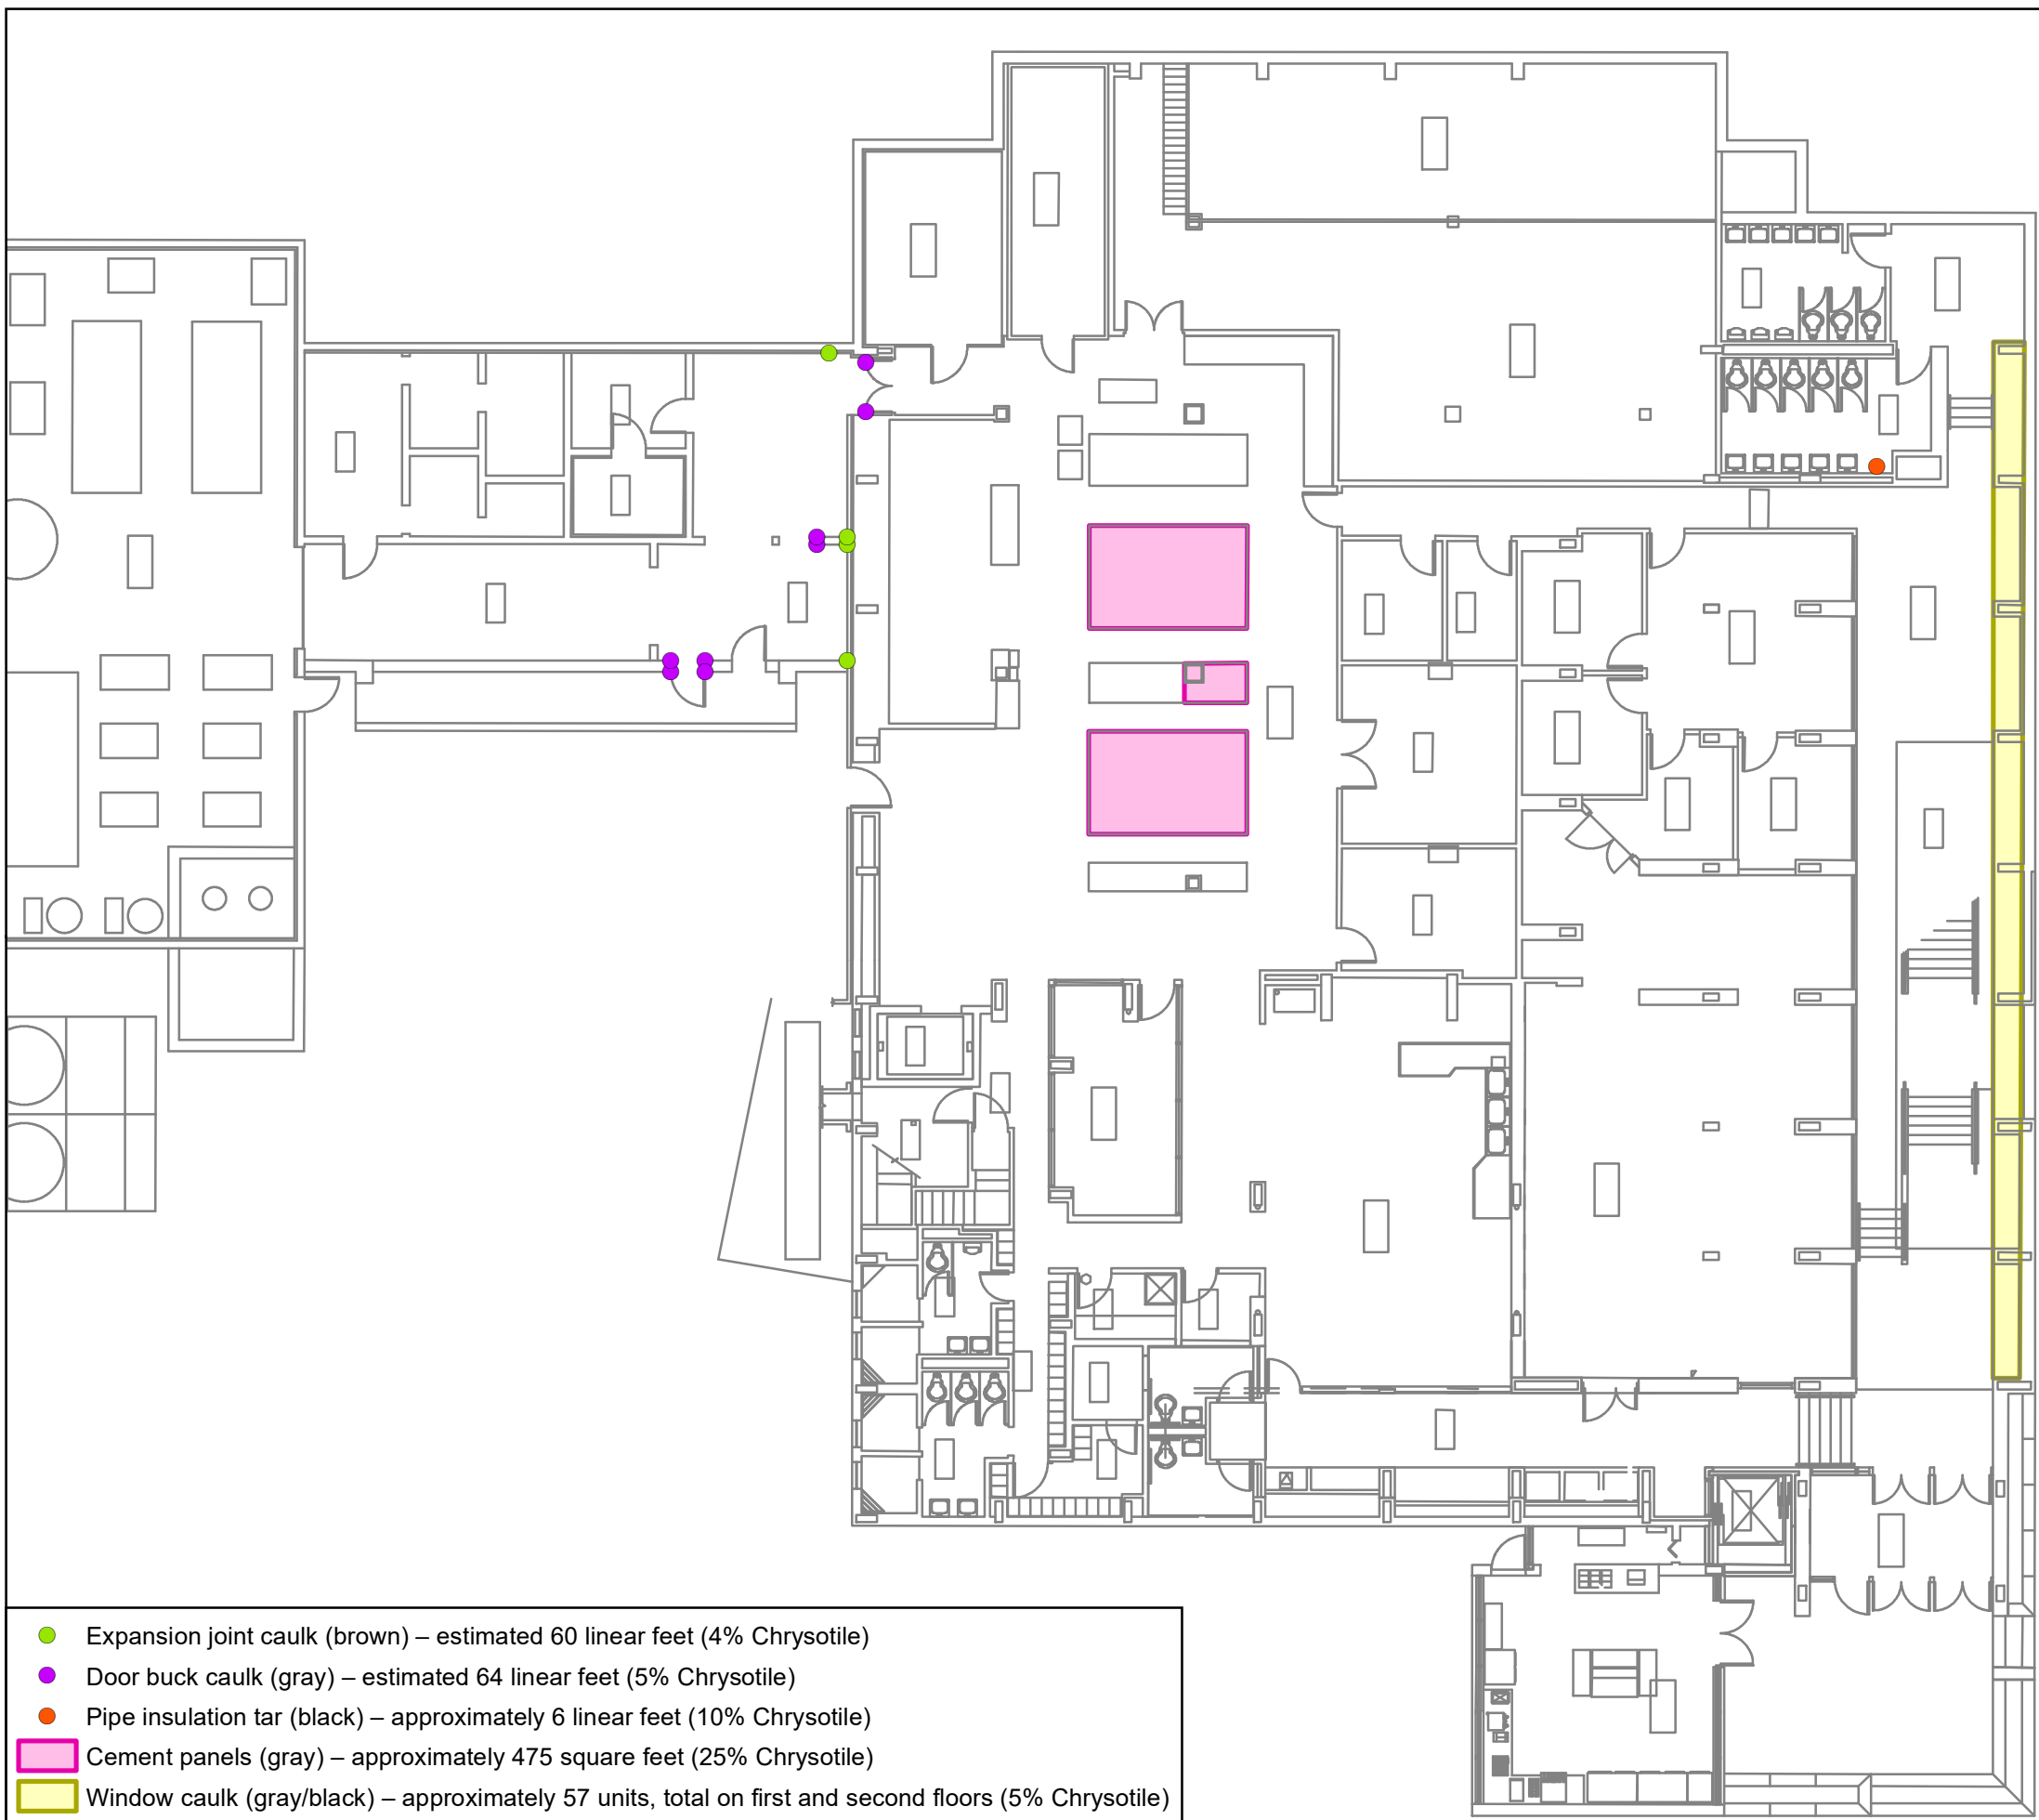 Expansion joint caulk (brown) – estimated 60 linear feet (4% Chrysotile)
Door buck caulk (gray) – estimated 64 linear feet (5% Chrysotile)
Pipe insulation tar (black) – approximately 6 linear feet (10% Chrysotile)
Cement panels (gray) – approximately 475 square feet (25% Chrysotile)
Window caulk (gray/black) – approximately 57 units, total on first and second floors (5% Chrysotile)